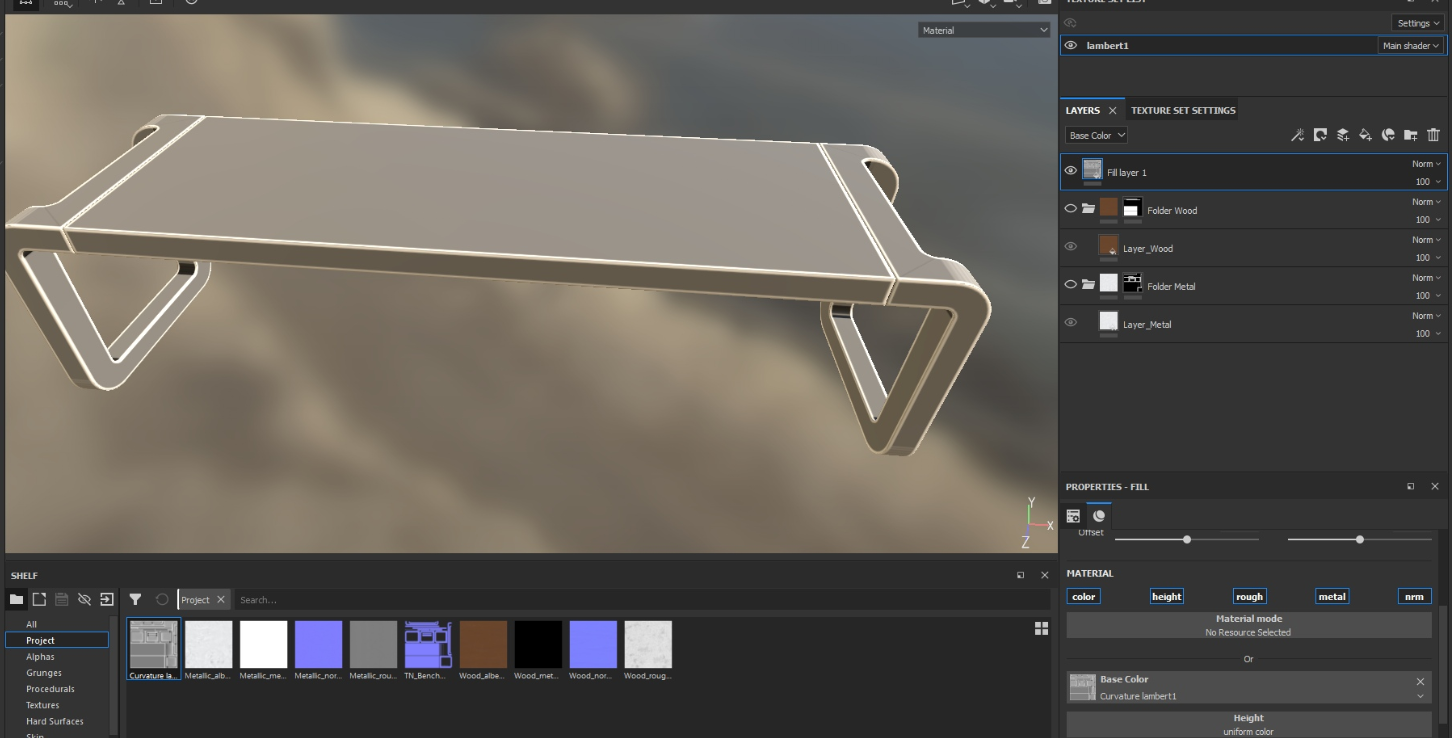 TEXTURE SET LIST
Settings
Material
lambert1
Main shader
LAYERS
TEXTURE SET SETTINGS
Base Color
Fill layer 1
Norm
100
Folder Wood
Norm
100
Layer_Wood
Norm
100
Folder Metal
Norm
100
Layer_Metal
Norm
100
PROPERTIES - FILL
Y
X
Z
Offset
MATERIAL
color
height
rough
metal
nrm
Material mode
No Resource Selected
Or
Base Color
Curvature lambert1
Height
uniform color
SHELF
Project
Search...
All
Project
Alphas
Grunges
Procedurals
Textures
Hard Surfaces
Skin
Curvature la...
Metallic_alb...
Metallic_me...
Metallic_nor...
Metallic_rou...
TN_Bench...
Wood_albe...
Wood_met...
Wood_nor...
Wood_roug...